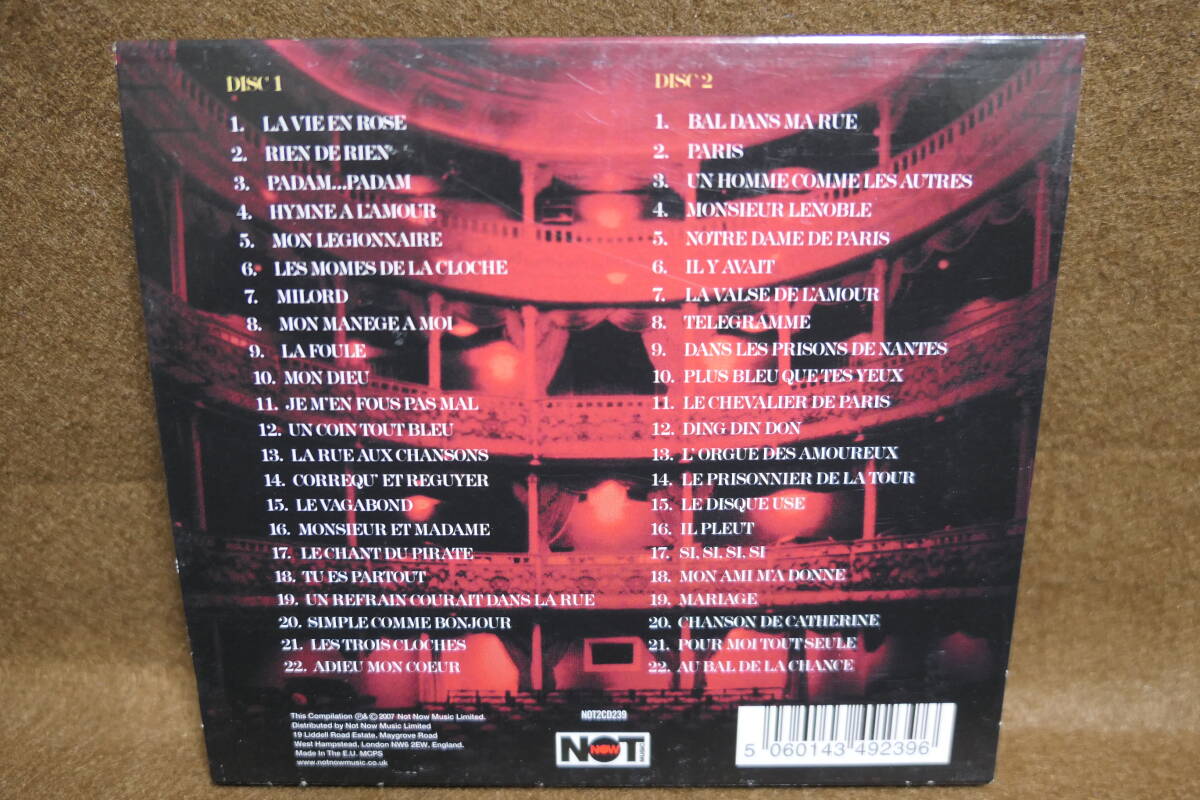 DISC 1
1. LA VIE EN ROSE
2. RIEN DE RIEN
3. PADAM...PADAM
4. HYMNE A L'AMOUR
5. MON LEGIONNAIRE
6. LES MOMES DE LA CLOCHE
7. MILORD
8. MON MANEGE A MOI
9. LA FOULE
10. MON DIEU
11. JE M'EN FOUS PAS MAL
12. UN COIN TOUT BLEU
13. LA RUE AUX CHANSONS
14. CORREQU' ET REGUYER
15. LE VAGABOND
16. MONSIEUR ET MADAME
17. LE CHANT DU PIRATE
18. TU ES PARTOUT
19. UN REFRAIN COURAIT DANS LA RUE
20. SIMPLE COMME BONJOUR
21. LES TROIS CLOCHES
22. ADIEU MON COEUR
DISC 2
1. BAL DANS MA RUE
2. PARIS
3. UN HOMME COMME LES AUTRES
4. MONSIEUR LENOBLE
5. NOTRE DAME DE PARIS
6. IL Y AVAIT
7. LA VALSE DE L'AMOUR
8. TELEGRAMME
9. DANS LES PRISONS DE NANTES
10. PLUS BLEU QUE TES YEUX
11. LE CHEVALIER DE PARIS
12. DING DIN DON
13. L'ORGUE DES AMOUREUX
14. LE PRISONNIER DE LA TOUR
15. LE DISQUE USE
16. IL PLEUT
17. SI, SI, SI, SI
18. MON AMI M'A DONNE
19. MARIAGE
20. CHANSON DE CATHERINE
21. POUR MOI TOUT SEULE
22. AU BAL DE LA CHANCE
This Compilation ℗& © 2007 Not Now Music Limited.
Distributed by Not Now Music Limited
19 Liddell Road Estate, Maygrove Road
West Hampstead, London NW6 2EW, England.
Made In The E.U. MCPS
www.notnowmusic.co.uk
NOT2CD239
NOT NOW MUSIC
5 060143 492396